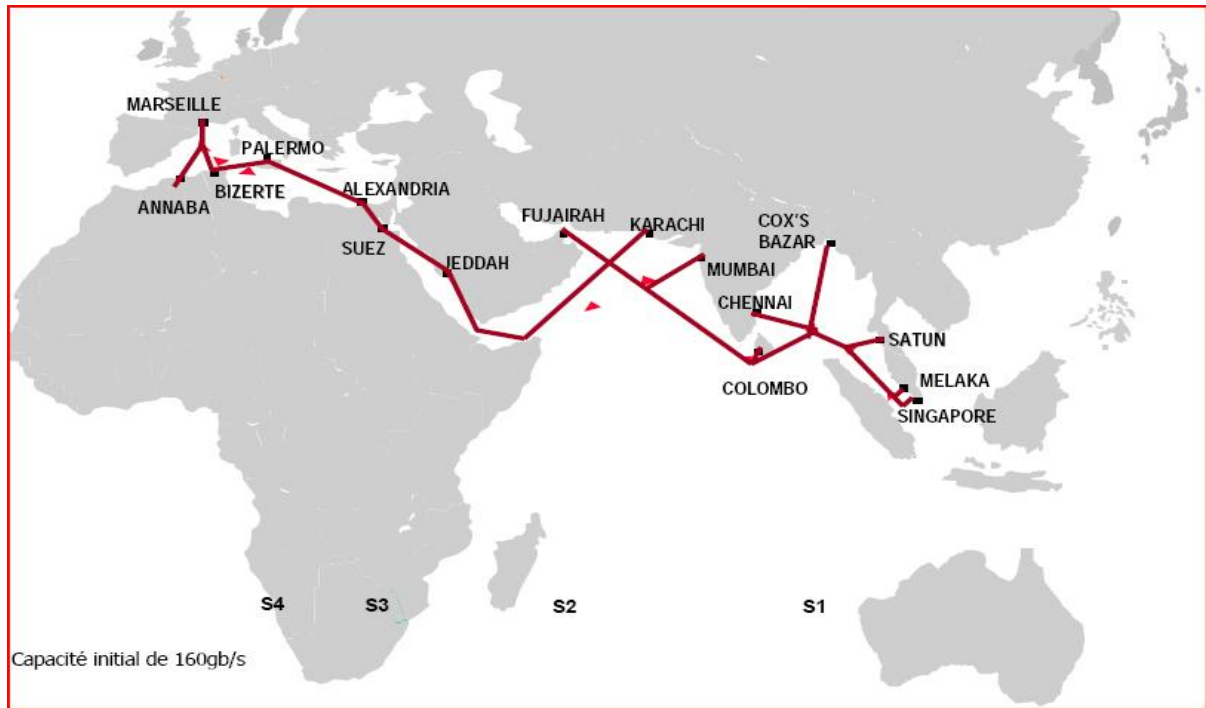 MARSEILLE
PALERMO
BIZERTE
ANNABA
ALEXANDRIA
SUEZ
JEDDAH
FUJAIRAH
KARACHI
COX'S
BAZAR
MUMBAI
CHENNAI
SATUN
COLOMBO
MELAKA
SINGAPORE
S4
S3
S2
S1
Capacité initial de 160gb/s